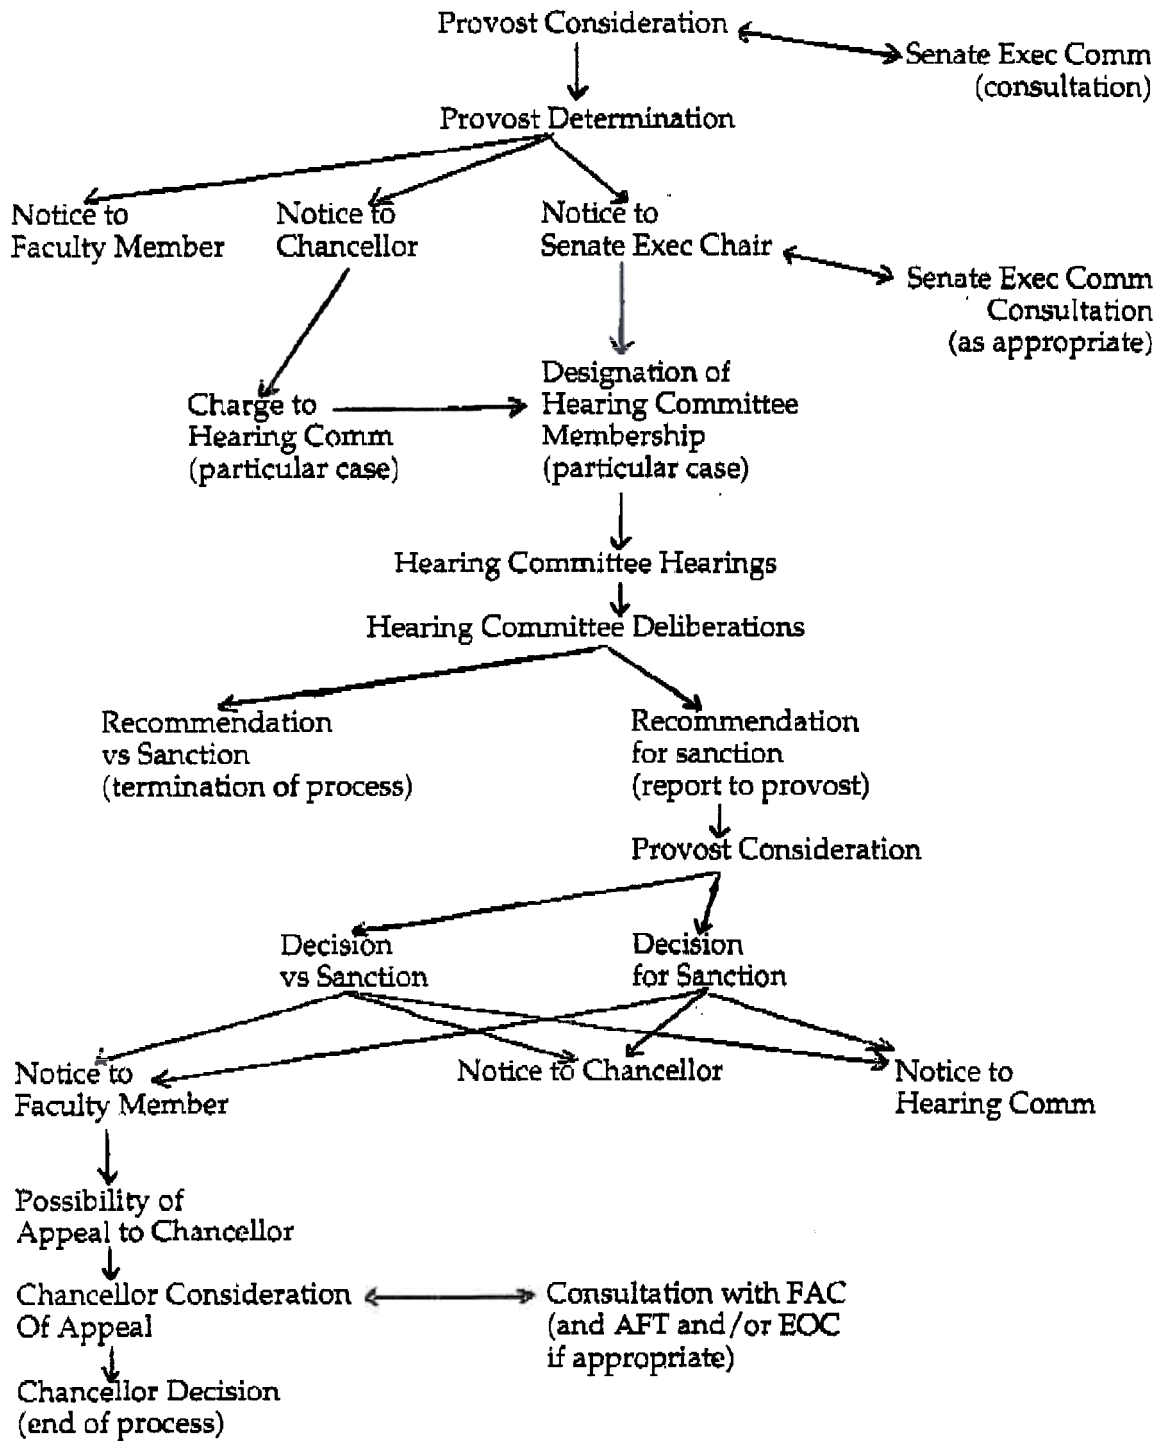 Provost Consideration
Senate Exec Comm
(consultation)
Provost Determination
Notice to
Faculty Member
Notice to
Chancellor
Notice to
Senate Exec Chair
Senate Exec Comm
Consultation
(as appropriate)
Charge to
Hearing Comm
(particular case)
Designation of
Hearing Committee
Membership
(particular case)
Hearing Committee Hearings
Hearing Committee Deliberations
Recommendation
vs Sanction
(termination of process)
Recommendation
for sanction
(report to provost)
Provost Consideration
Decision
vs Sanction
Decision
for Sanction
Notice to
Faculty Member
Notice to Chancellor
Notice to
Hearing Comm
Possibility of
Appeal to Chancellor
Chancellor Consideration
Of Appeal
Consultation with FAC
(and AFT and/or EOC
if appropriate)
Chancellor Decision
(end of process)